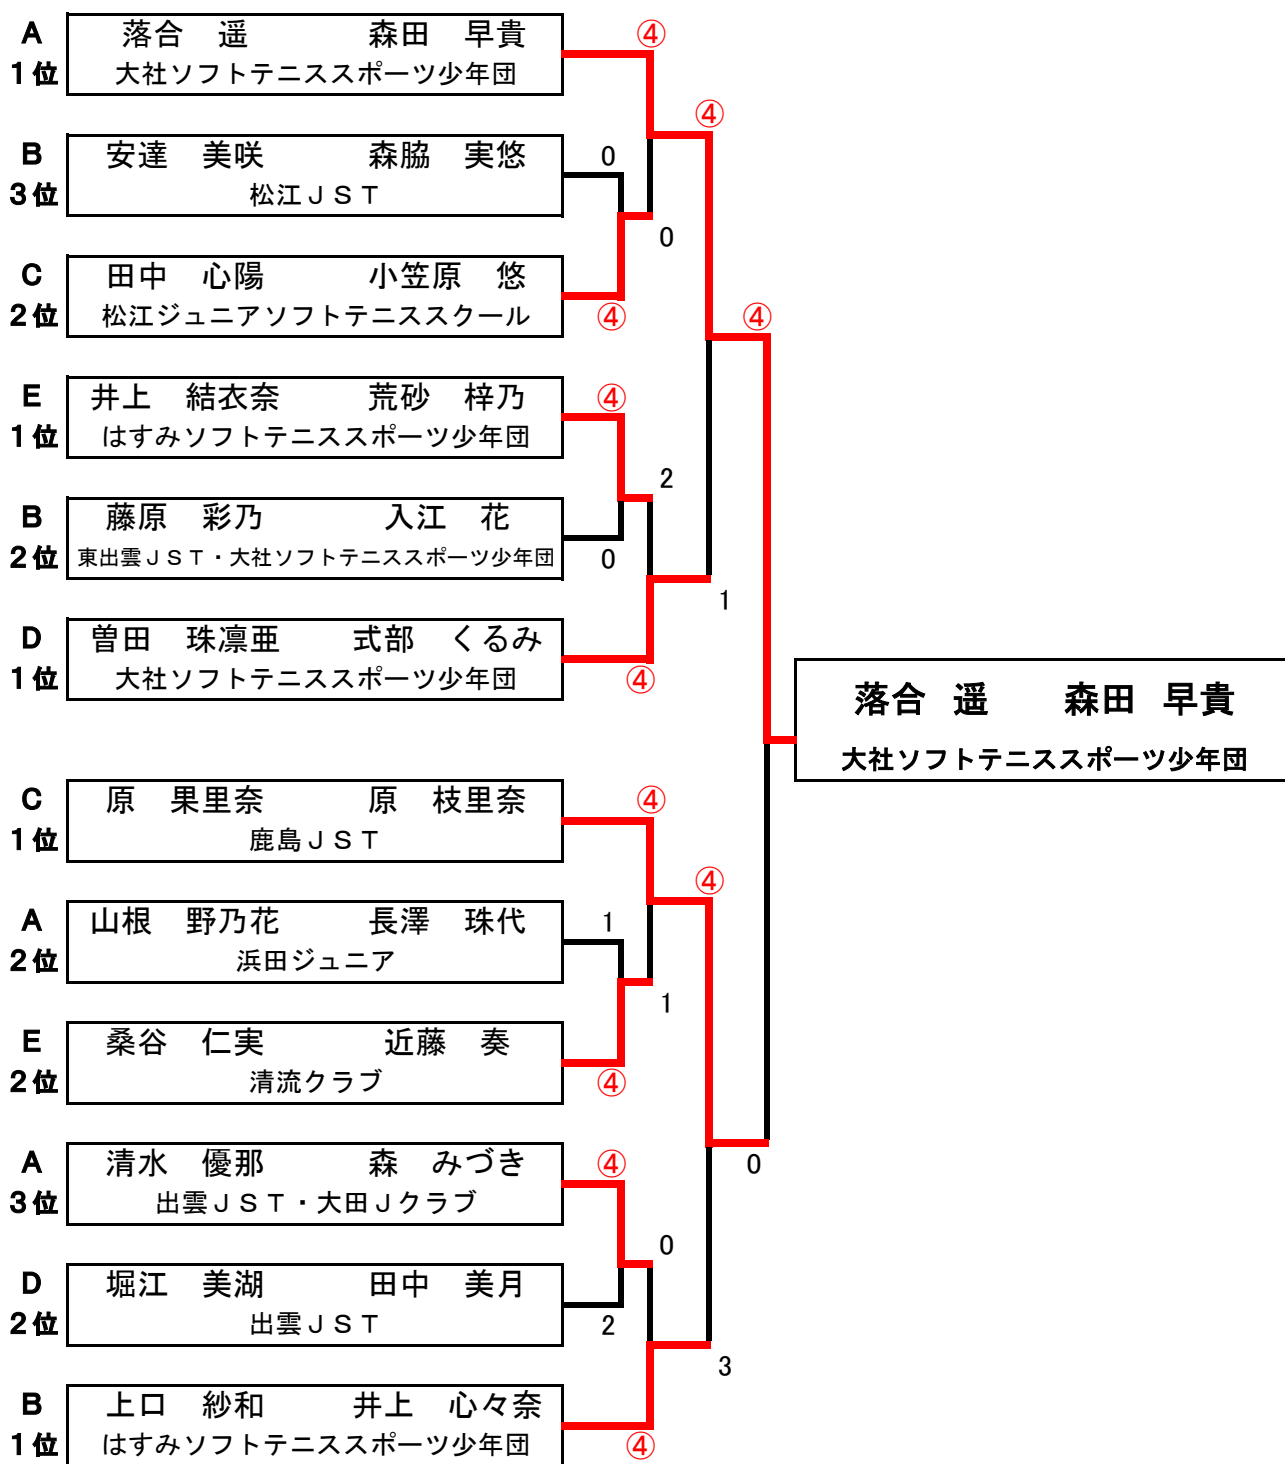 A
1位
落合　遥　　森田　早貴
大社ソフトテニススポーツ少年団
④
④
B
3位
安達　美咲　　森脇　実悠
松江ＪＳＴ
0
0
C
2位
田中　心陽　　小笠原　悠
松江ジュニアソフトテニススクール
④
④
E
1位
井上　結衣奈　　荒砂　梓乃
はすみソフトテニススポーツ少年団
④
2
B
2位
藤原　彩乃　　入江　花
東出雲ＪＳＴ・大社ソフトテニススポーツ少年団
0
1
D
1位
曽田　珠凛亜　　式部　くるみ
大社ソフトテニススポーツ少年団
④
落合　遥　　森田　早貴
大社ソフトテニススポーツ少年団
C
1位
原　果里奈　　原　枝里奈
鹿島ＪＳＴ
④
④
A
2位
山根　野乃花　　長澤　珠代
浜田ジュニア
1
1
E
2位
桑谷　仁実　　近藤　奏
清流クラブ
④
A
3位
清水　優那　　森　みづき
出雲ＪＳＴ・大田Ｊクラブ
④
0
0
D
2位
堀江　美湖　　田中　美月
出雲ＪＳＴ
2
3
B
1位
上口　紗和　　井上　心々奈
はすみソフトテニススポーツ少年団
④